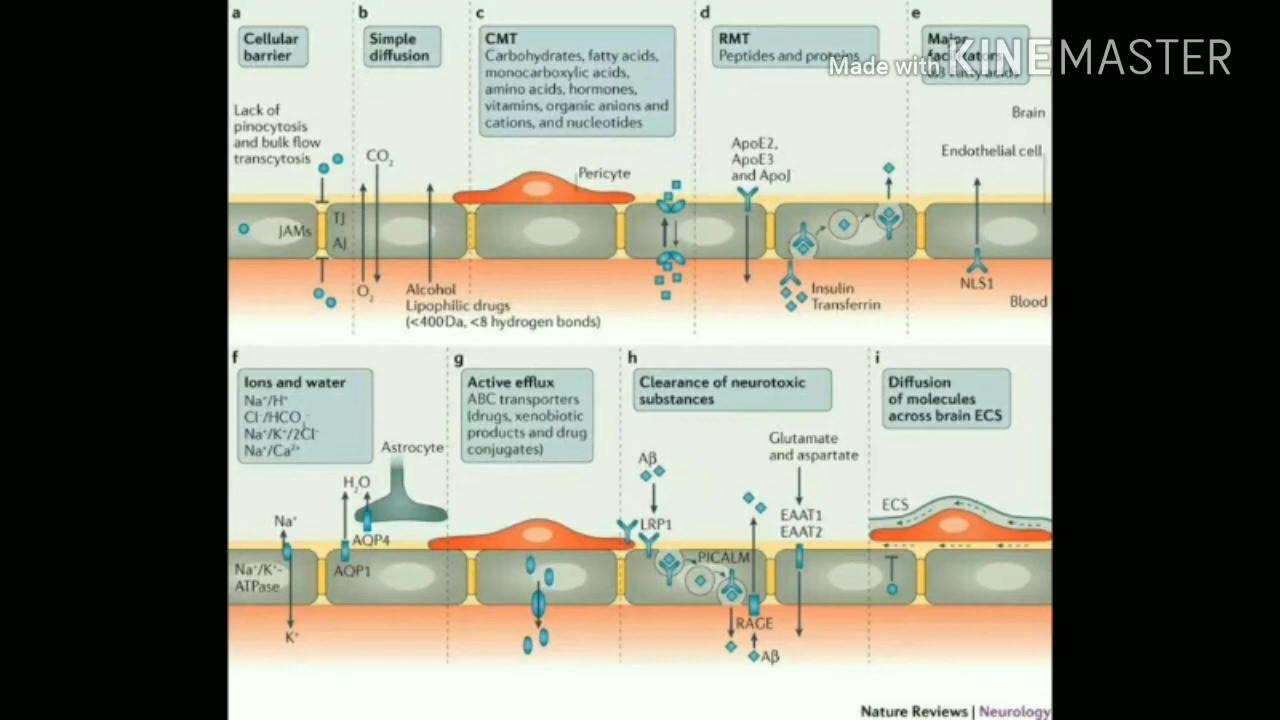 a
Cellular
barrier
Lack of
pinocytosis
and bulk flow
transcytosis
JAMs
TJ
AJ
b
Simple
diffusion
CO₂
O₂
Alcohol
Lipophilic drugs
(<400Da, <8 hydrogen bonds)
c
CMT
Carbohydrates, fatty acids,
monocarboxylic acids,
amino acids, hormones,
vitamins, organic anions and
cations, and nucleotides
Pericyte
d
RMT
Peptides and proteins
ApoE2,
ApoE3
and ApoJ
Insulin
Transferrin
e
Major
Made with KINEMASTER
Brain
Endothelial cell
NLS1
Blood
f
Ions and water
Na⁺/H⁺
Cl⁻/HCO₃⁻
Na⁺/K⁺/2Cl⁻
Na⁺/Ca²⁺
Astrocyte
H₂O
Na⁺
AQP4
AQP1
Na⁺/K⁺-
ATPase
K⁺
g
Active efflux
ABC transporters
(drugs, xenobiotic
products and drug
conjugates)
h
Clearance of neurotoxic
substances
Glutamate
and aspartate
Aβ
LRP1
EAAT1
EAAT2
PICALM
RAGE
Aβ
i
Diffusion
of molecules
across brain ECS
ECS
Nature Reviews | Neurology